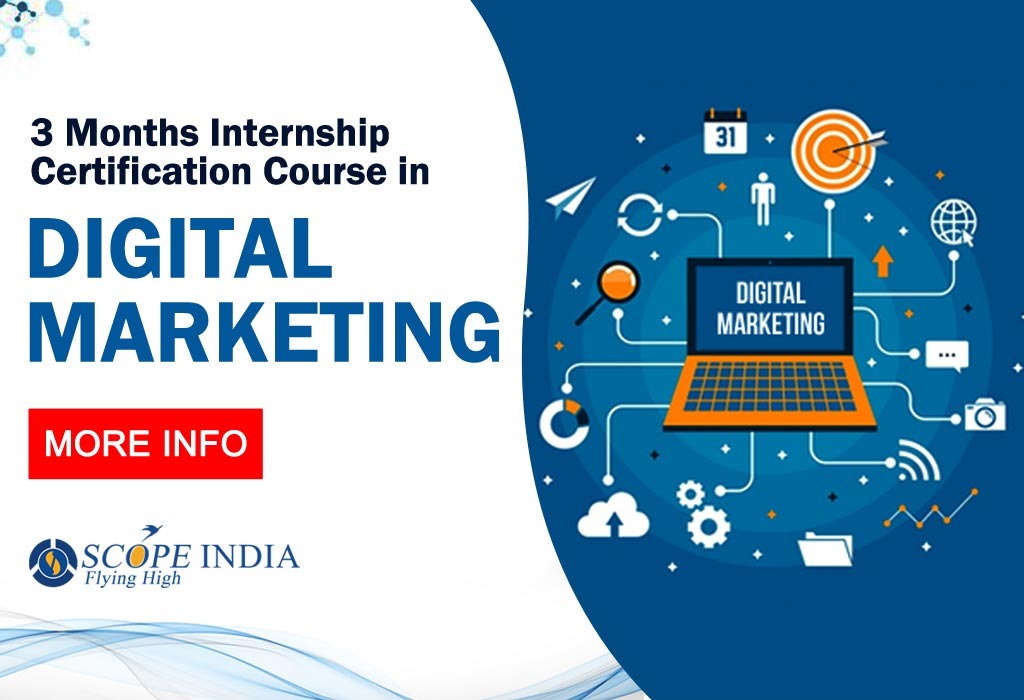 3 Months Internship
Certification Course in
DIGITAL
MARKETING
MORE INFO
SCOPE INDIA
Flying High
31
DIGITAL
MARKETING